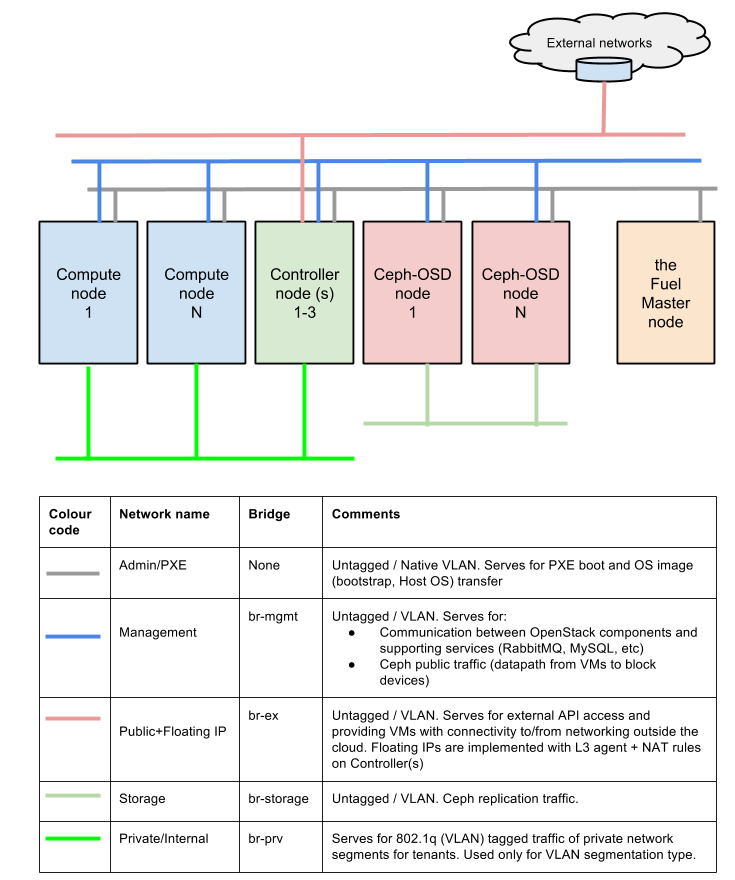 External networks
Compute
node
1
Compute
node
N
Controller
node (s)
1-3
Ceph-OSD
node
1
Ceph-OSD
node
N
the
Fuel
Master
node
Colour
code
Network name
Bridge
Comments
Admin/PXE
None
Untagged / Native VLAN. Serves for PXE boot and OS image
(bootstrap, Host OS) transfer
Management
br-mgmt
Untagged / VLAN. Serves for:
● Communication between OpenStack components and
supporting services (RabbitMQ, MySQL, etc)
● Ceph public traffic (datapath from VMs to block
devices)
Public+Floating IP
br-ex
Untagged / VLAN. Serves for external API access and
providing VMs with connectivity to/from networking outside the
cloud. Floating IPs are implemented with L3 agent + NAT rules
on Controller(s)
Storage
br-storage
Untagged / VLAN. Ceph replication traffic.
Private/Internal
br-prv
Serves for 802.1q (VLAN) tagged traffic of private network
segments for tenants. Used only for VLAN segmentation type.